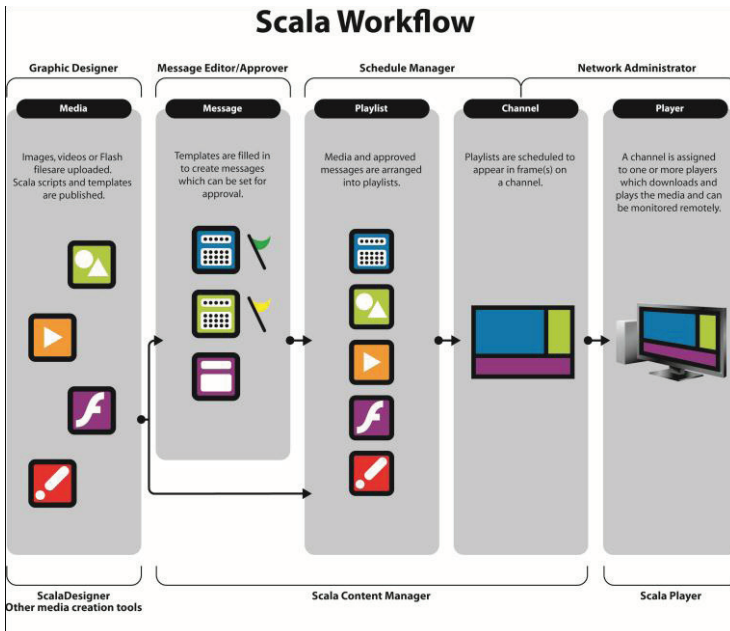 Scala Workflow
Graphic Designer
Message Editor/Approver
Schedule Manager
Network Administrator
Media
Message
Playlist
Channel
Player
Images, videos or Flash
filesare uploaded.
Scala scripts and templates
are published.
Templates are filled in
to create messages
which can be set for
approval.
Media and approved
messages are arranged
into playlists.
Playlists are scheduled to
appear in frame(s) on
a channel.
A channel is assigned
to one or more players
which downloads and
plays the media and can
be monitored remotely.
ScalaDesigner
Other media creation tools
Scala Content Manager
Scala Player